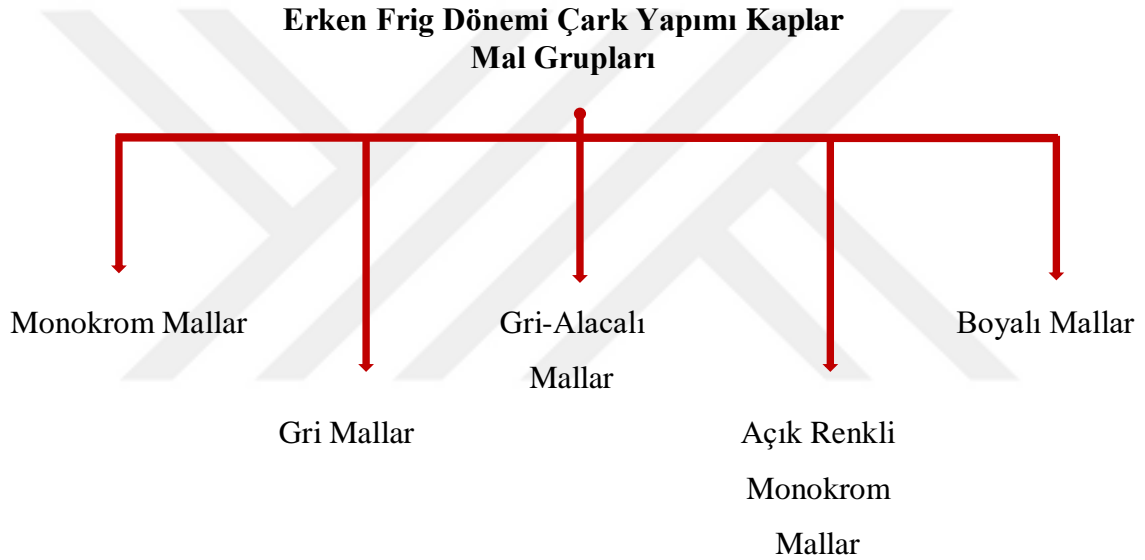 Erken Frig Dönemi Çark Yapımı Kaplar
Mal Grupları
Monokrom Mallar
Gri Mallar
Gri-Alacalı
Mallar
Açık Renkli
Monokrom
Mallar
Boyalı Mallar